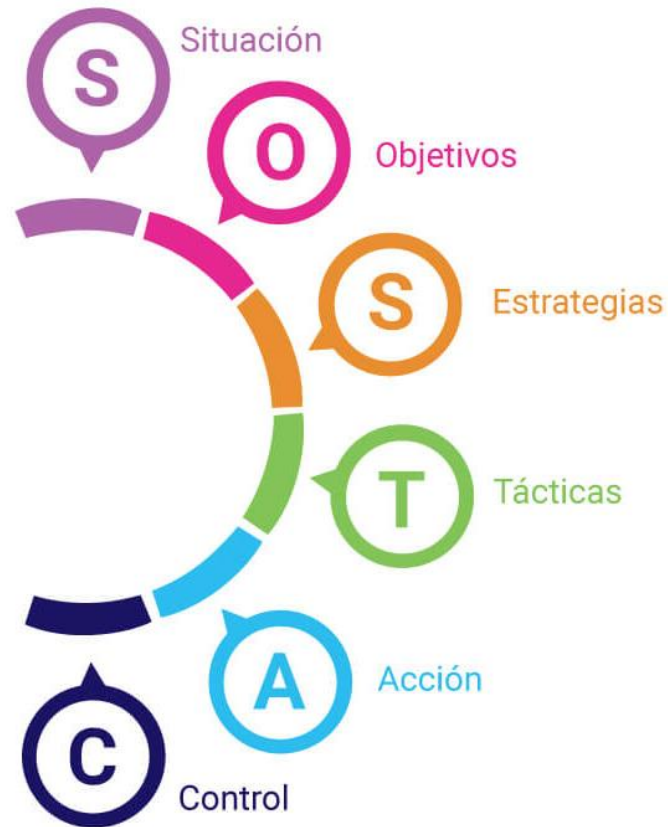 S
Situación
O
Objetivos
S
Estrategias
T
Tácticas
A
Acción
C
Control